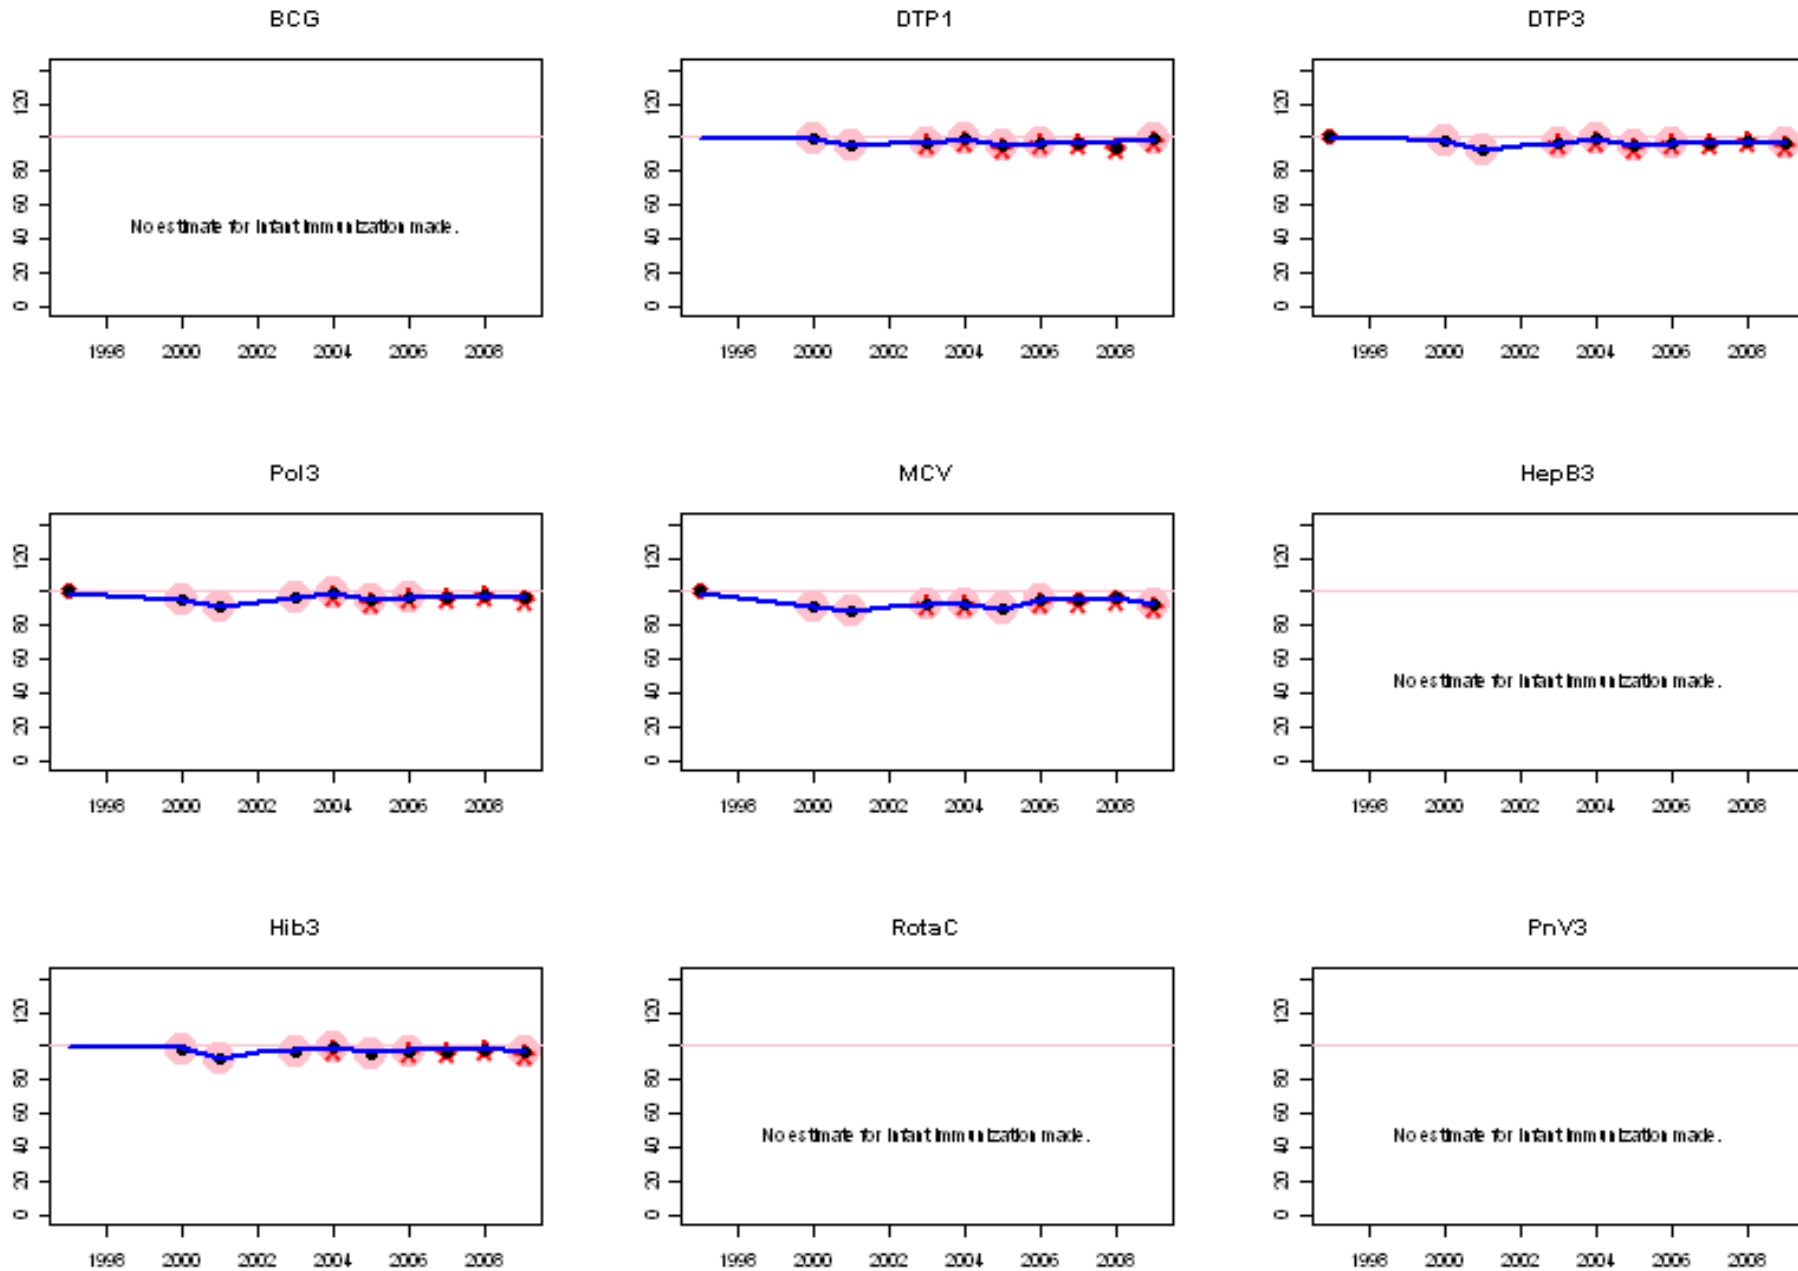 BCG DTP1 DTP3
120 120 120
80 80 80
60 60 60
No estimate for infant immunization made.
40 40 40
20 20 20
0 0 0
1998 2000 2002 2004 2006 2008 1998 2000 2002 2004 2006 2008 1998 2000 2002 2004 2006 2008
Pol3 MCV HepB3
120 120 120
80 80 80
60 60 60
No estimate for infant immunization made.
40 40 40
20 20 20
0 0 0
1998 2000 2002 2004 2006 2008 1998 2000 2002 2004 2006 2008 1998 2000 2002 2004 2006 2008
Hib3 RotaC PnV3
120 120 120
80 80 80
60 60 60
No estimate for infant immunization made. No estimate for infant immunization made.
40 40 40
20 20 20
0 0 0
1998 2000 2002 2004 2006 2008 1998 2000 2002 2004 2006 2008 1998 2000 2002 2004 2006 2008